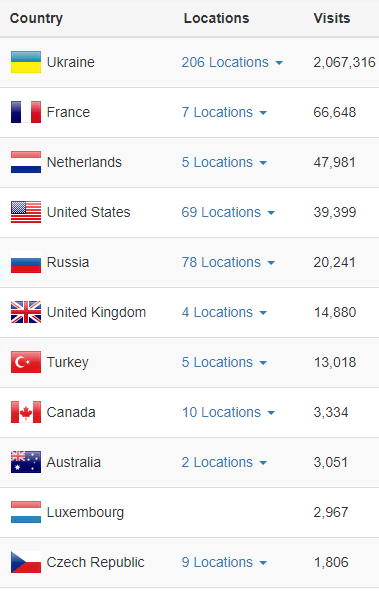 Country Locations Visits
Ukraine 206 Locations 2,067,316
France 7 Locations 66,648
Netherlands 5 Locations 47,981
United States 69 Locations 39,399
Russia 78 Locations 20,241
United Kingdom 4 Locations 14,880
Turkey 5 Locations 13,018
Canada 10 Locations 3,334
Australia 2 Locations 3,051
Luxembourg 2,967
Czech Republic 9 Locations 1,806